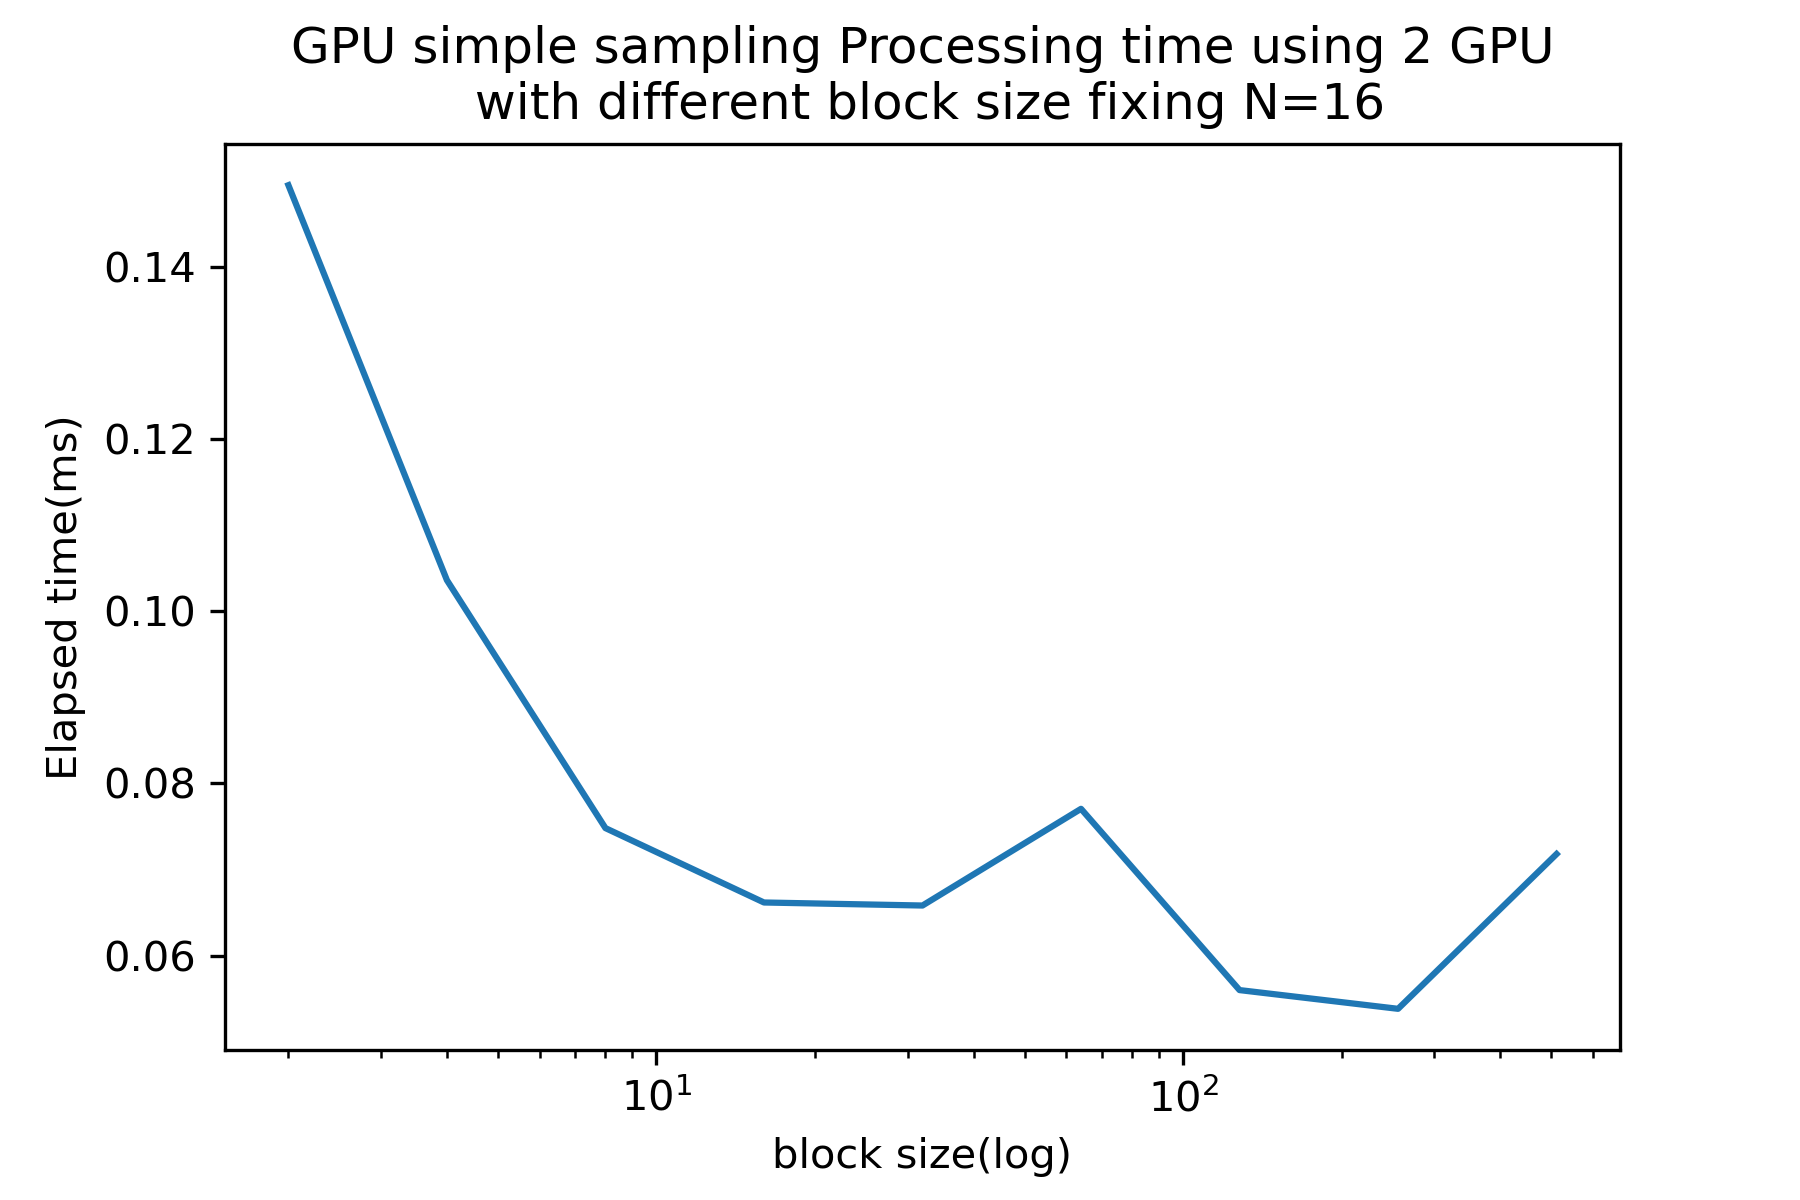 GPU simple sampling Processing time using 2 GPU
with different block size fixing N=16
Elapsed time(ms)
0.14
0.12
0.10
0.08
0.06
10¹
10²
block size(log)